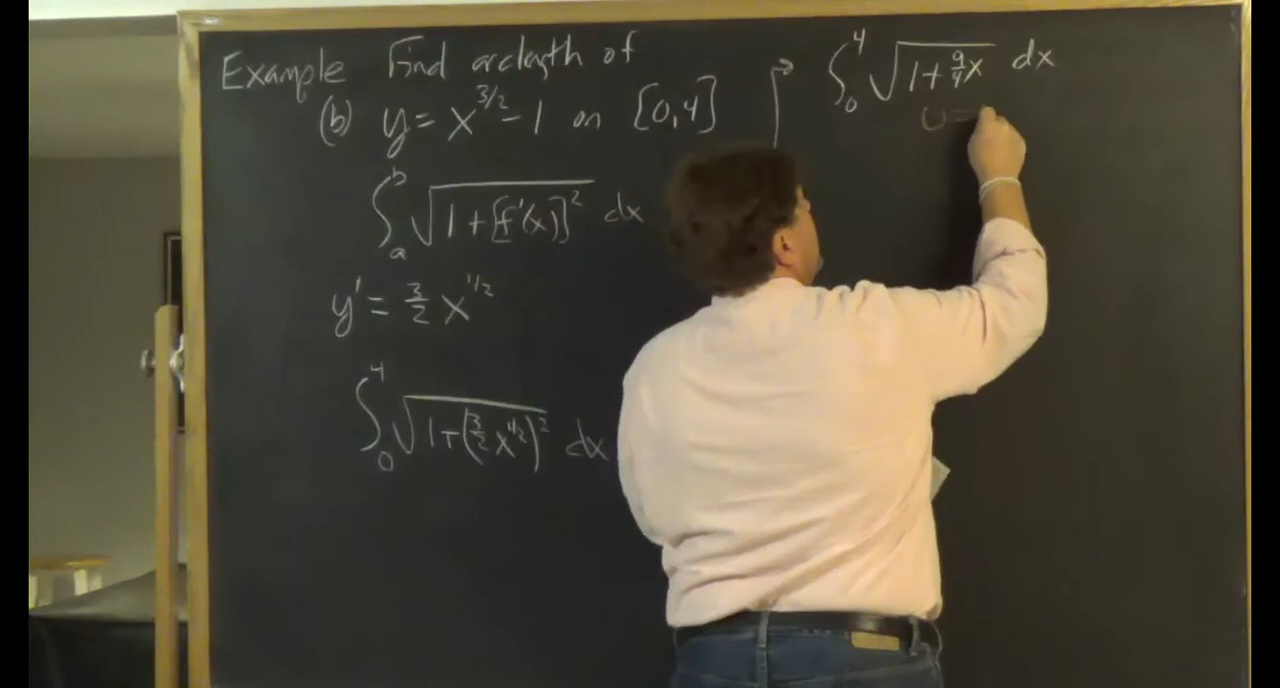 Example Find arclength of
(b) y = x^{3/2} - 1 on [0,4]
∫_a^b √(1 + [f'(x)]^2) dx
y' = 3/2 x^{1/2}
∫_0^4 √(1+(3/2 x^{1/2})^2) dx
∫_0^4 √(1+9/4x) dx
u=